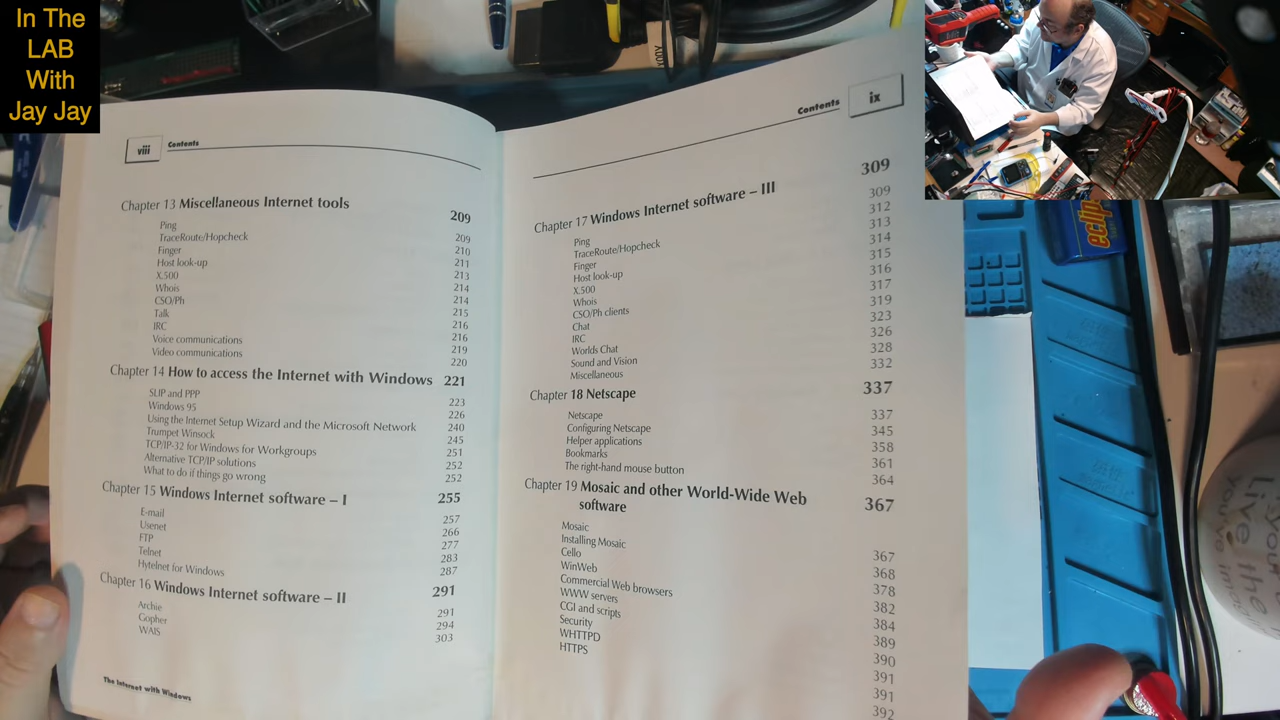 In The
LAB
With
Jay Jay
viii Contents
Chapter 13 Miscellaneous Internet tools 209
Ping 209
TraceRoute/Hopcheck 210
Finger 211
Host look-up 213
X.500 214
Whois 214
CSO/Ph 215
Talk 216
IRC 216
Voice communications 219
Video communications 220
Chapter 14 How to access the Internet with Windows 221
SLIP and PPP 223
Windows 95 226
Using the Internet Setup Wizard and the Microsoft Network 240
Trumpet Winsock 245
TCP/IP-32 for Windows for Workgroups 251
Alternative TCP/IP solutions 252
What to do if things go wrong 252
Chapter 15 Windows Internet software – I 255
E-mail 257
Usenet 266
FTP 277
Telnet 283
Hytelnet for Windows 287
Chapter 16 Windows Internet software – II 291
Archie 291
Gopher 294
WAIS 303
The Internet with Windows
Contents ix
Chapter 17 Windows Internet software – III 309
Ping 309
TraceRoute/Hopcheck 312
Finger 313
Host look-up 314
X.500 315
Whois 316
CSO/Ph clients 317
Chat 319
IRC 323
Worlds Chat 326
Sound and Vision 328
Miscellaneous 332
Chapter 18 Netscape 337
Netscape 337
Configuring Netscape 345
Helper applications 358
Bookmarks 361
The right-hand mouse button 364
Chapter 19 Mosaic and other World-Wide Web
software 367
Mosaic 367
Installing Mosaic 368
Cello 378
WinWeb 382
Commercial Web browsers 384
WWW servers 389
CGI and scripts 390
Security 391
WHTTPD 391
HTTPS 392
Live the
you've